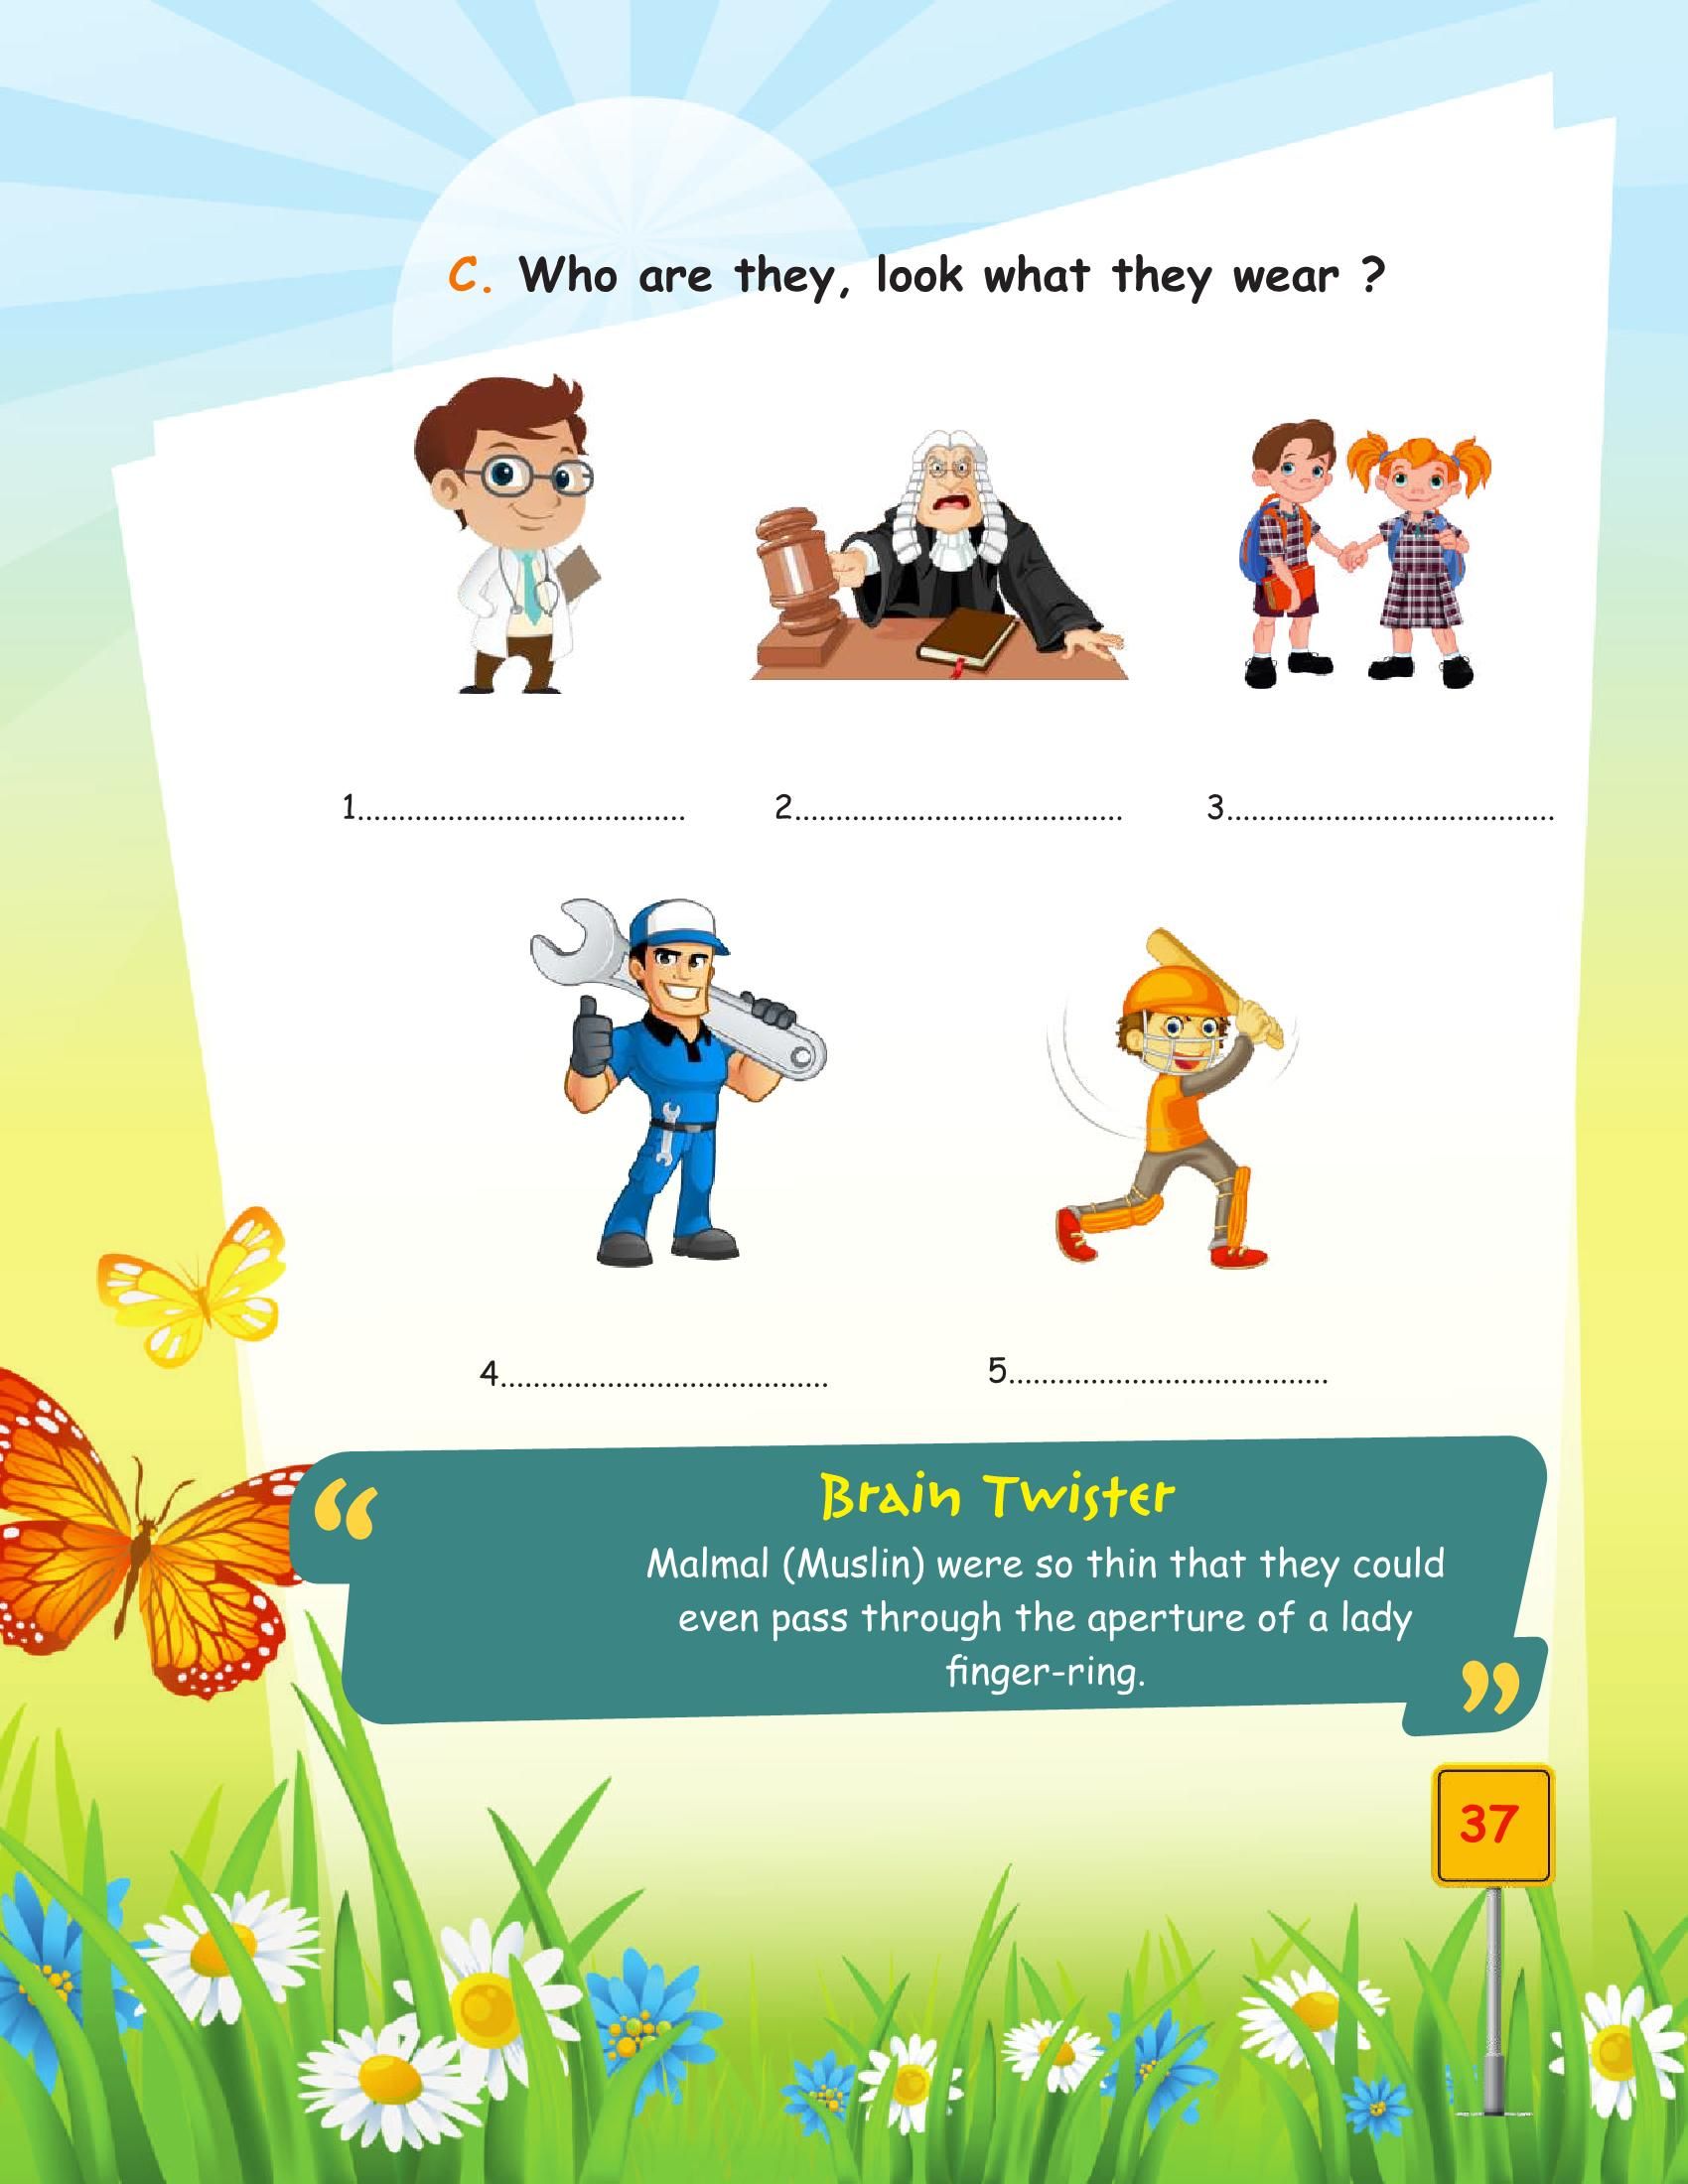 C. Who are they, look what they wear ?
1........................................ 2........................................ 3........................................
4........................................ 5.......................................
“
Brain Twister
Malmal (Muslin) were so thin that they could
even pass through the aperture of a lady
finger-ring.
”
37